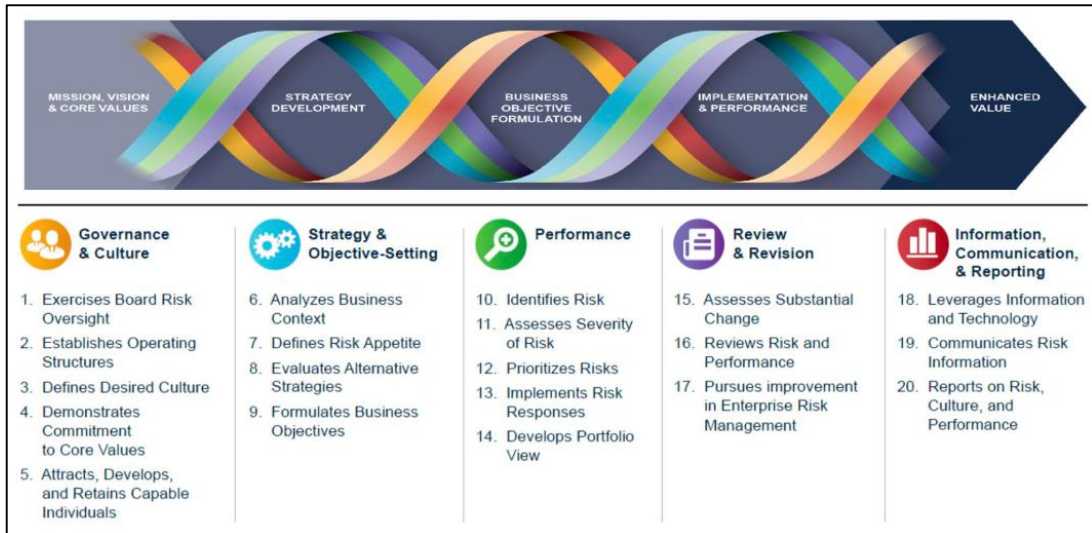 MISSION, VISION
& CORE VALUES
STRATEGY
DEVELOPMENT
BUSINESS
OBJECTIVE
FORMULATION
IMPLEMENTATION
& PERFORMANCE
ENHANCED
VALUE
Governance
& Culture
1. Exercises Board Risk
Oversight
2. Establishes Operating
Structures
3. Defines Desired Culture
4. Demonstrates
Commitment
to Core Values
5. Attracts, Develops,
and Retains Capable
Individuals
Strategy &
Objective-Setting
6. Analyzes Business
Context
7. Defines Risk Appetite
8. Evaluates Alternative
Strategies
9. Formulates Business
Objectives
Performance
10. Identifies Risk
11. Assesses Severity
of Risk
12. Prioritizes Risks
13. Implements Risk
Responses
14. Develops Portfolio
View
Review
& Revision
15. Assesses Substantial
Change
16. Reviews Risk and
Performance
17. Pursues improvement
in Enterprise Risk
Management
Information,
Communication,
& Reporting
18. Leverages Information
and Technology
19. Communicates Risk
Information
20. Reports on Risk,
Culture, and
Performance